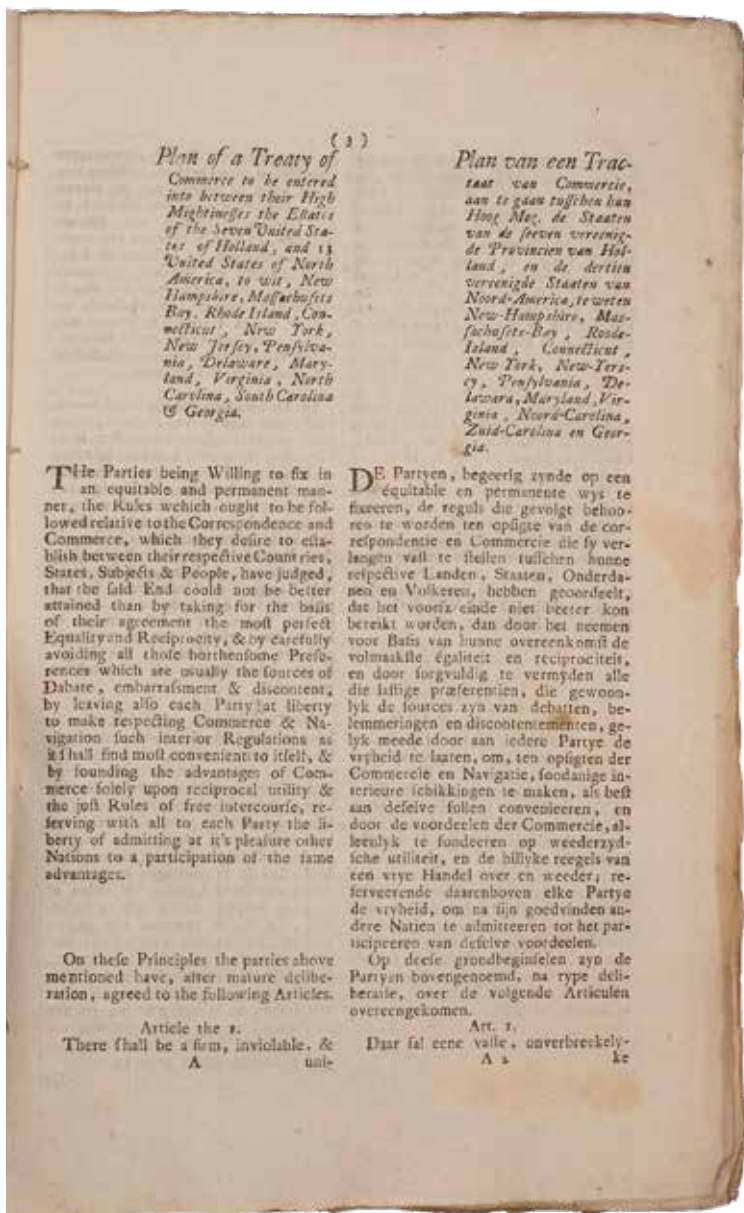 ( 3 )
Plan of a Treaty of
Commerce to be entered
into between their High
Mightineſſes the Eſtates
of the Seven United Sta-
tes of Holland, and 13
United States of North
America, to wit, New
Hampshire, Maſſachuſets
Bay. Rhode Island, Con-
necticut, New York,
New Jerſey, Penſylva-
nia, Delaware, Mary-
land, Virginia, North
Carolina, South Carolina
& Georgia.
THe Parties being Willing to fix in
an equitable and permanent man-
ner, the Rules wehich ought to be fol-
lowed relative to the Correspondence and
Commerce, which they deſire to eſta-
bliſh between their reſpective Countries,
States, Subjects & People, have judged,
that the ſaid End could not be better
attained than by taking for the baſis
of their agreement the moſt perfect
Equality and Reciprocity, & by carefully
avoiding all thoſe borthenſome Prefe-
rences which are uſually the ſources of
Dabate, embarraſsment & discontent,
by leaving alſo each Party at liberty
to make reſpecting Commerce & Na-
vigation ſuch interior Regulations as
it ſhall find moſt convenient to itſelf, &
by founding the advantages of Com-
merce ſolely upon reciprocal utility &
the juſt Rules of free intercourſe, re-
ſerving with all to each Party the li-
berty of admitting at it's pleaſure other
Nations to a participation of the ſame
advantages.
On theſe Principles the parties above
mentioned have, after mature delibe-
ration, agreed to the following Articles.
Article the 1.
There ſhall be a firm, inviolable, &
A uni-
Plan van een Trac-
taat van Commercie,
aan te gaan tuſſchen hun
Hoog Mog. de Staaten
van de ſeeven vereenig-
de Provincien van Hol-
land, en de dertien
vereenigde Staaten van
Noord-America, te weten
New-Hampshire, Maſ-
ſachuſets-Bay, Rosde-
Island, Connecticut,
New York, New-Yerſ-
cy, Penſylvania, De-
lawara, Maryland, Vir-
ginia, Noord-Carolina,
Zuid-Carolina en Geor-
gia.
DE Partyen, begeerig zynde op een
équitable en permanente wys te
fixeeren, de reguls die gevolgt behoo-
ren te worden ten opſigte van de cor-
reſpondentie en Commercie die ſy ver-
langen vaſt te ſtellen tuſſchen hunne
reſpective Landen, Staaten, Onderda-
nen en Volkeren, hebben geoordeelt,
dat het voorſz einde niet beeter kon
bereikt worden, dan door het neemen
voor Baſis van hunne overeenkomſt de
volmaakſte égaliteit en reciprociteit,
en door ſorgvuldig te vermyden alle
die laſtige præferentien, die gewoon-
lyk de ſources zyn van debatten, be-
lemmeringen en discontentementen, ge-
lyk meede door aan iedere Partye de
vryheid te laaten, om, ten opſigten der
Commercie en Navigatie, ſoodanige in-
terieure ſchikkingen te maken, als beſt
aan deſelve ſollen convenieeren, en
door de voordeelen der Commercie, al-
leenlyk te fondeeren op weederzyd-
ſche utiliteit, en de billyke reegels van
een vrye Handel over en weeder; re-
ſerveerende daarenboven elke Partye
de vryheid, om na ſijn goedvinden an-
dere Natien te admitteeren tot het par-
ticipeeren van deſelve voordeelen.
Op deeſe grondbeginſelen zyn de
Partyen bovengenoemd, na rype deli-
beratie, over de volgende Articulen
overeengekomen.
Art. 1.
Daar ſal eene vaſte, onverbreekely-
A 2 ke